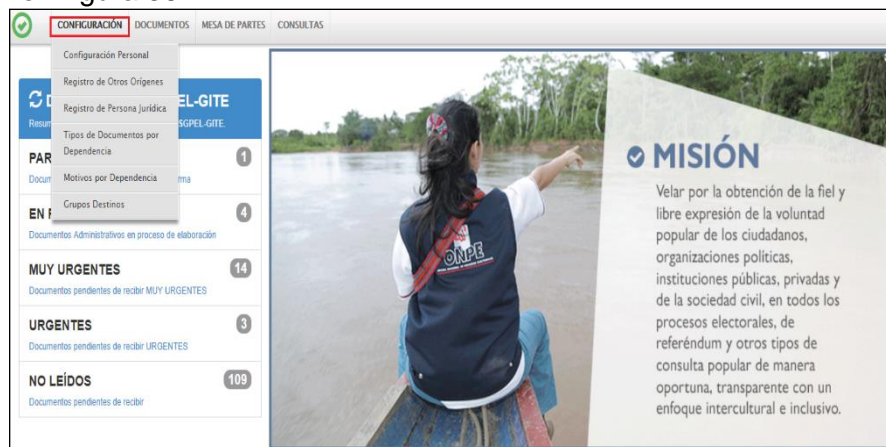 CONFIGURACIÓN DOCUMENTOS MESA DE PARTES CONSULTAS
Configuración Personal
Registro de Otros Orígenes
Registro de Persona Jurídica
Tipos de Documentos por
Dependencia
Motivos por Dependencia
Grupos Destinos
EL-GITE
SGPEL-GITE.
1
4
Documentos Administrativos en proceso de elaboración
MUY URGENTES 14
Documentos pendientes de recibir MUY URGENTES
URGENTES 3
Documentos pendientes de recibir URGENTES
NO LEÍDOS 109
Documentos pendientes de recibir
ONPE
MISIÓN
Velar por la obtención de la fiel y
libre expresión de la voluntad
popular de los ciudadanos,
organizaciones políticas,
instituciones públicas, privadas y
de la sociedad civil, en todos los
procesos electorales, de
referéndum y otros tipos de
consulta popular de manera
oportuna, transparente con un
enfoque intercultural e inclusivo.